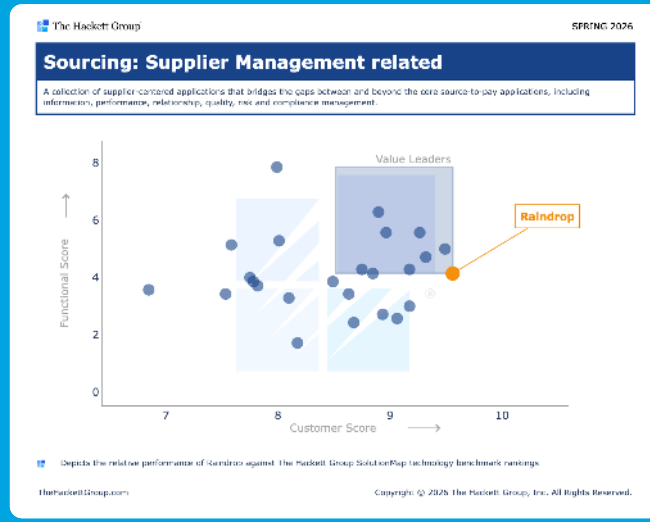 The Hackett Group
SPRING 2026
Sourcing: Supplier Management related
A collection of supplier-centered applications that bridges the gaps between and beyond the core source-to-pay applications, including
information, performance, relationship, quality, risk and compliance management.
Value Leaders
Raindrop
Functional Score
8
6
4
2
0
7
8
9
10
Customer Score
Depicts the relative performance of Raindrop against The Hackett Group SolutionMap technology benchmark rankings
TheHackettGroup.com
Copyright © 2026 The Hackett Group, Inc. All Rights Reserved.